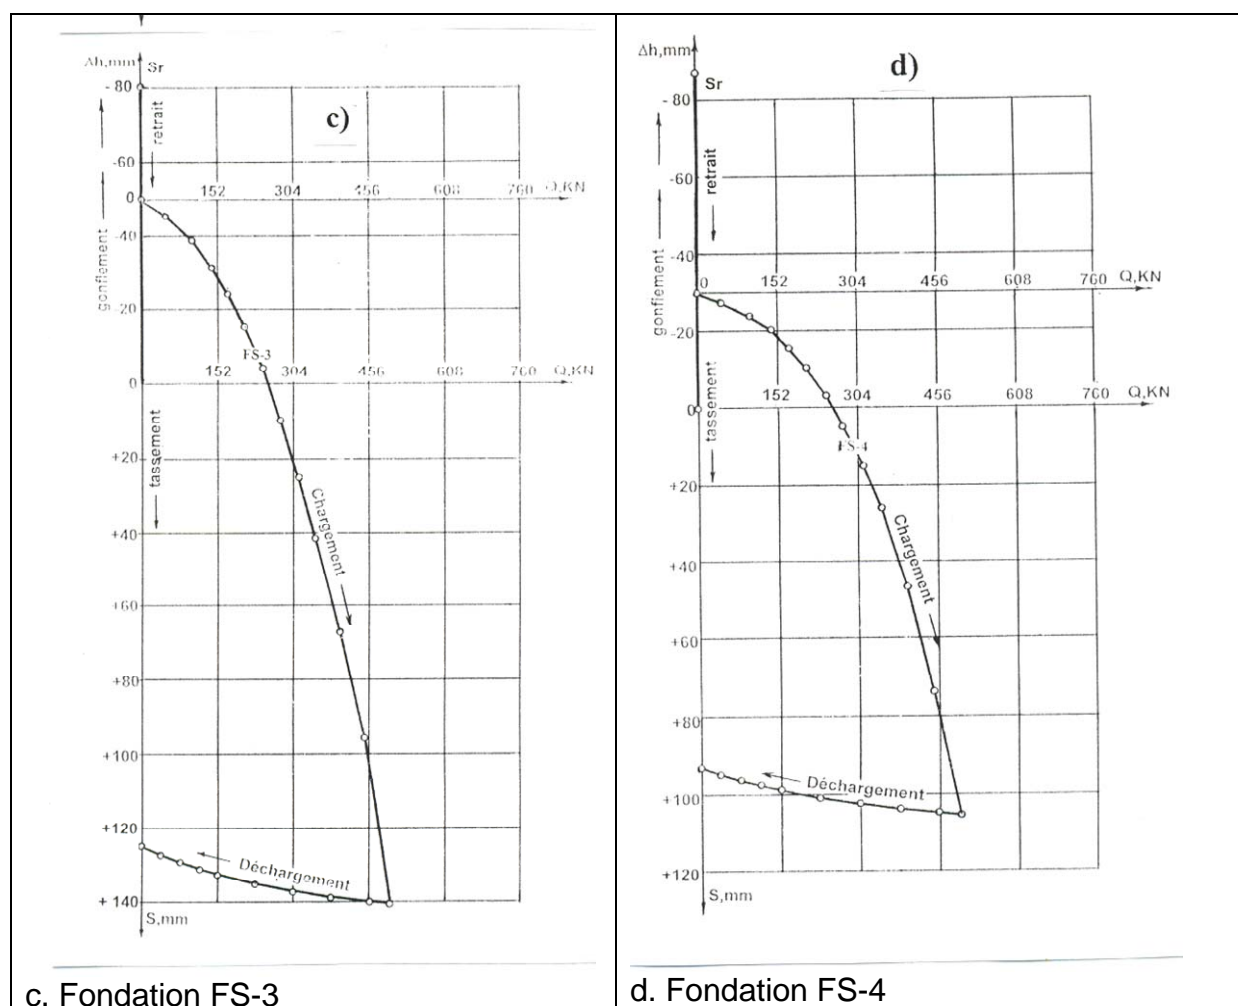 Δh,mm
Sr
c)
-80
retrait
-60
152 304 456 608 760 Q,KN
0
gonflement
-40
-20
FS-3
152 304 456 608 760 Q,KN
0
tassement
+20
Chargement
+40
+60
+80
+100
+120
Déchargement
+140
S,mm
c. Fondation FS-3
Δh,mm
Sr
d)
-80
retrait
-60
-40
gonflement
0 152 304 456 608 760 Q,KN
-20
152 304 456 608 760 Q,KN
0
tassement
FS-4
+20
Chargement
+40
+60
+80
Déchargement
+100
+120
S,mm
d. Fondation FS-4